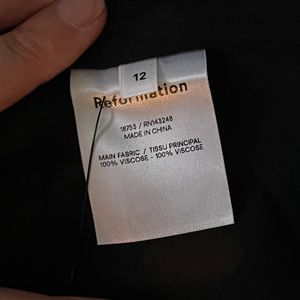 12
Reformation
18753 / RN143248
MADE IN CHINA
MAIN FABRIC / TISSU PRINCIPAL
100% VISCOSE - 100% VISCOSE